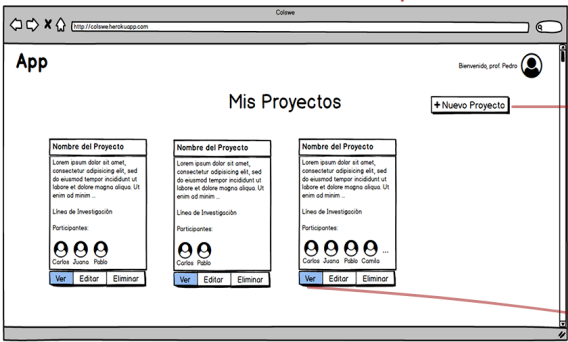 Colswe
http://colswe.herokuapp.com
App
Bienvenido, prof. Pedro
Mis Proyectos
+ Nuevo Proyecto
Nombre del Proyecto
Lorem ipsum dolor sit amet,
consectetur adipisicing elit, sed
do eiusmod tempor incididunt ut
labore et dolore magna aliqua. Ut
enim ad minim ...
Línea de Investigación
Participantes:
Carlos Juana Pablo
Ver Editar Eliminar
Nombre del Proyecto
Lorem ipsum dolor sit amet,
consectetur adipisicing elit, sed
do eiusmod tempor incididunt ut
labore et dolore magna aliqua. Ut
enim ad minim ...
Línea de Investigación
Participantes:
Carlos Pablo
Ver Editar Eliminar
Nombre del Proyecto
Lorem ipsum dolor sit amet,
consectetur adipisicing elit, sed
do eiusmod tempor incididunt ut
labore et dolore magna aliqua. Ut
enim ad minim ...
Línea de Investigación
Participantes:
...
Carlos Juana Pablo Camila
Ver Editar Eliminar